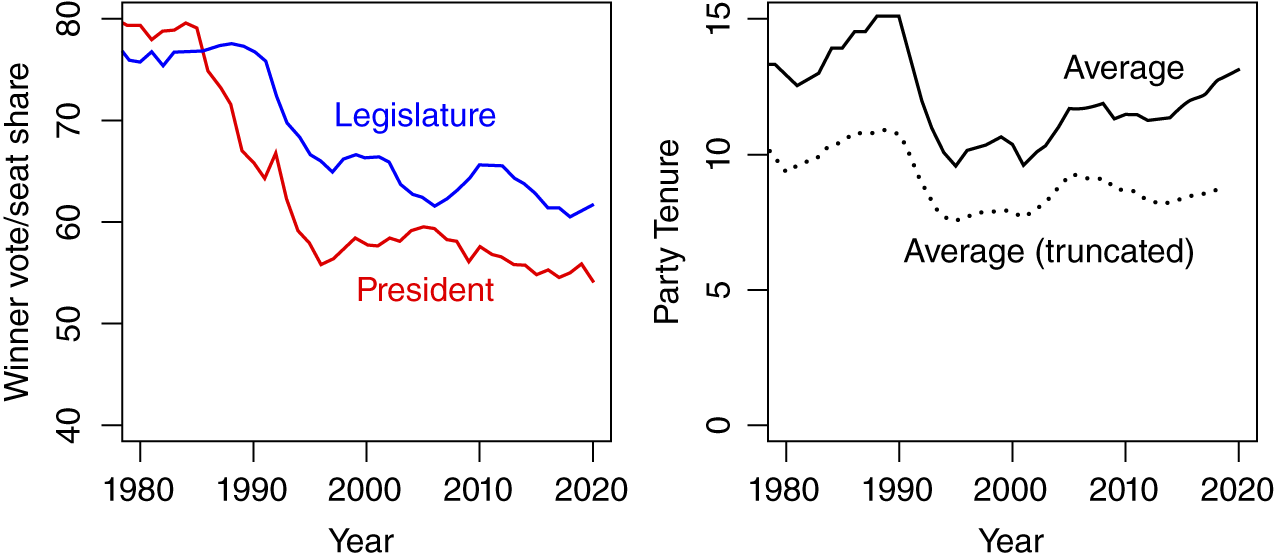 Winner vote/seat share
80
70
60
50
40
Legislature
President
1980 1990 2000 2010 2020
Year
Party Tenure
15
10
5
0
Average
Average (truncated)
1980 1990 2000 2010 2020
Year